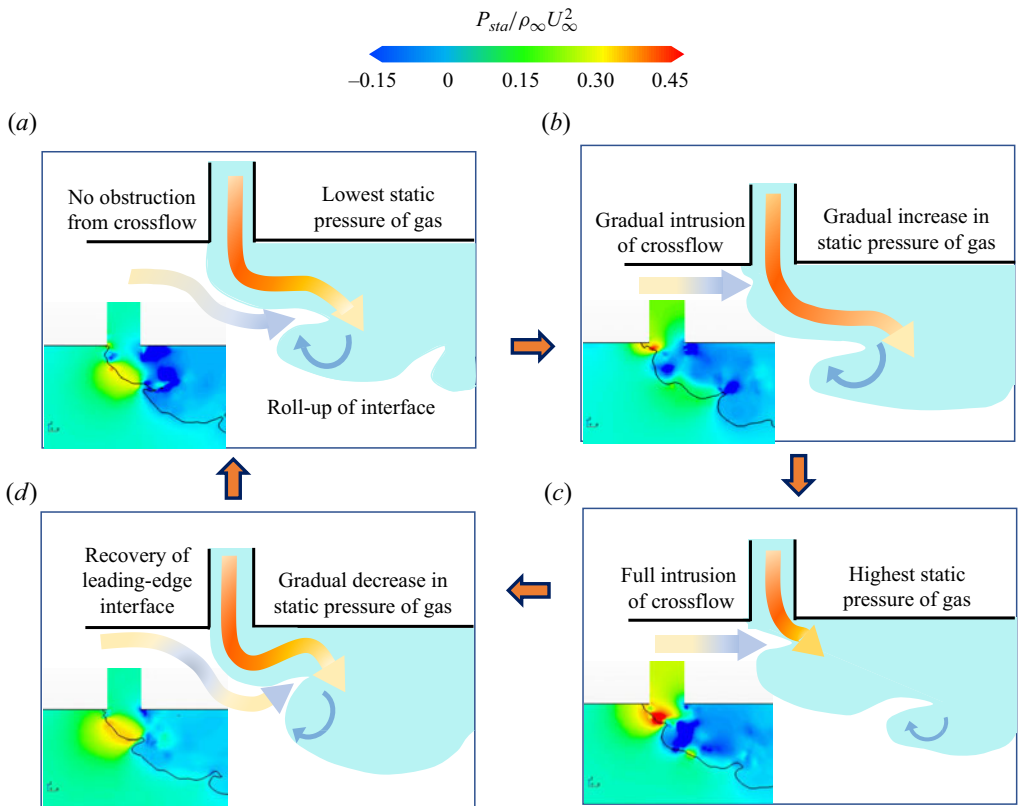 P_sta/ρ∞U∞²
–0.15 0 0.15 0.30 0.45
(a)
No obstruction
from crossflow
Lowest static
pressure of gas
Roll-up of interface
(b)
Gradual intrusion
of crossflow
Gradual increase in
static pressure of gas
(d)
Recovery of
leading-edge
interface
Gradual decrease in
static pressure of gas
(c)
Full intrusion
of crossflow
Highest static
pressure of gas